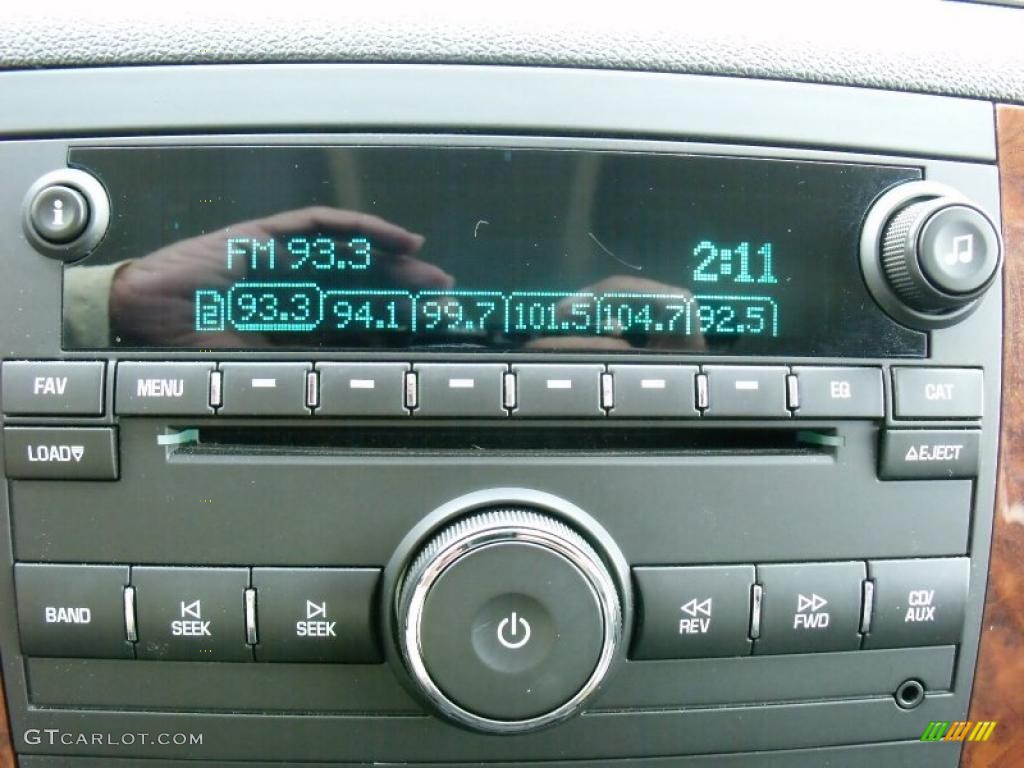 i
FM 93.3 2:11
2 93.3 94.1 99.7 101.5 104.7 92.5
FAV MENU EQ CAT
LOAD▽ △EJECT
BAND SEEK SEEK REV FWD CD/
AUX
GTCARLOT.COM